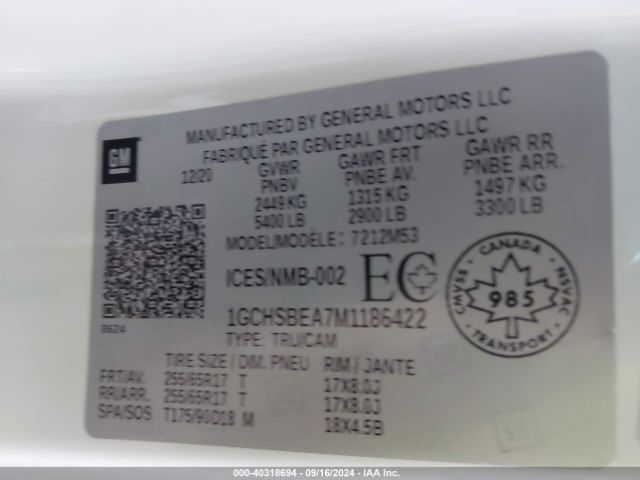 MANUFACTURED BY GENERAL MOTORS LLC
FABRIQUÉ PAR GENERAL MOTORS LLC
GM
12/20
GVWR GAWR FRT GAWR RR
PNBV PNBE AV. PNBE ARR.
2449 KG 1315 KG 1497 KG
5400 LB 2900 LB 3300 LB
MODEL/MODÈLE: 7212M53
ICES/NMB-002 EC
CANADA
CMVSS 985 NSVAC
TRANSPORT
1GCHSBEA7M1186422
8624
TYPE: TRU/CAM
TIRE SIZE / DIM. PNEU RIM / JANTE
FRT/AV. 255/65R17 T 17X8.0J
RR/ARR. 255/65R17 T 17X8.0J
SPA/SOS T175/90D18 M 18X4.5B
000-40318694 - 09/16/2024 - IAA Inc.